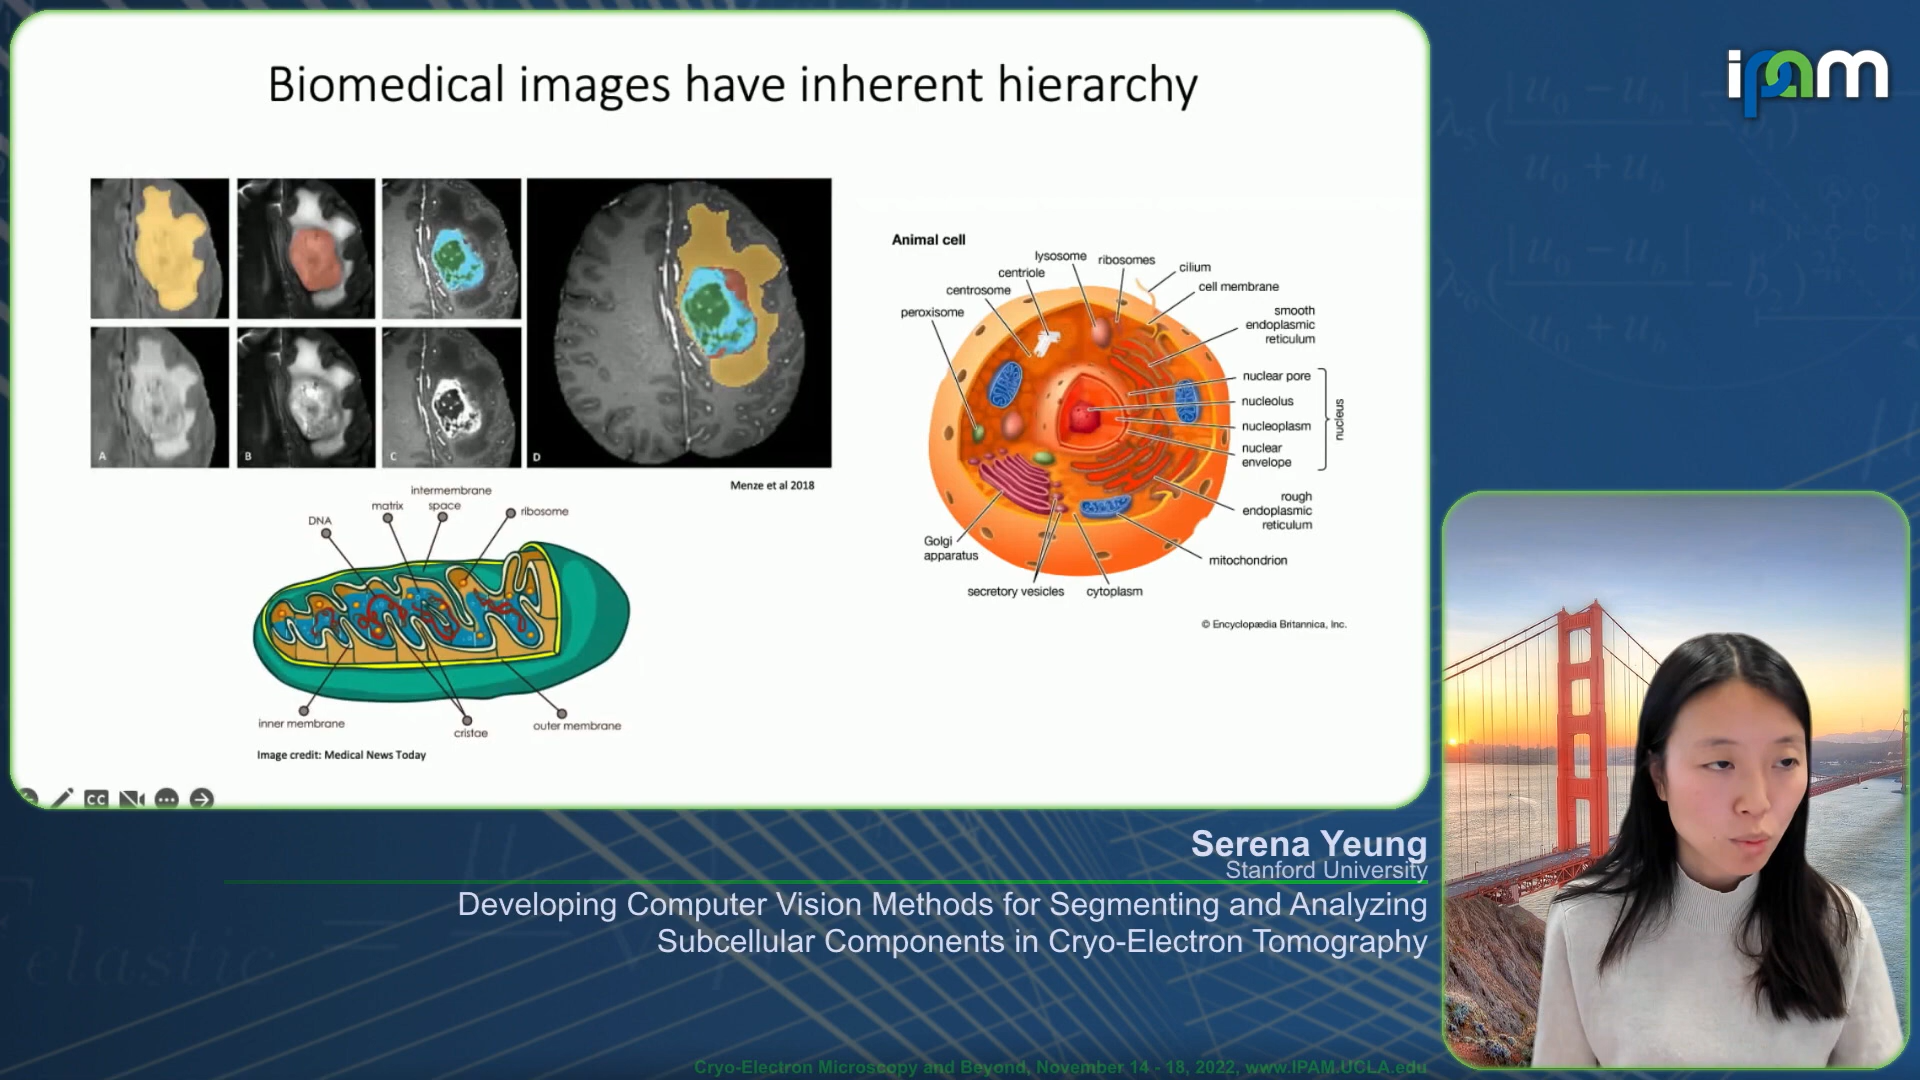 Biomedical images have inherent hierarchy
ipam
A
B
C
D
Menze et al 2018
Animal cell
lysosome
ribosomes
cilium
centriole
cell membrane
centrosome
peroxisome
smooth
endoplasmic
reticulum
nuclear pore
nucleolus
nucleoplasm
nuclear
envelope
nucleus
rough
endoplasmic
reticulum
Golgi
apparatus
mitochondrion
secretory vesicles
cytoplasm
© Encyclopædia Britannica, Inc.
intermembrane
space
matrix
ribosome
DNA
inner membrane
cristae
outer membrane
Image credit: Medical News Today
CC
Serena Yeung
Stanford University
Developing Computer Vision Methods for Segmenting and Analyzing
Subcellular Components in Cryo-Electron Tomography
Cryo-Electron Microscopy and Beyond, November 14 - 18, 2022, www.IPAM.UCLA.edu